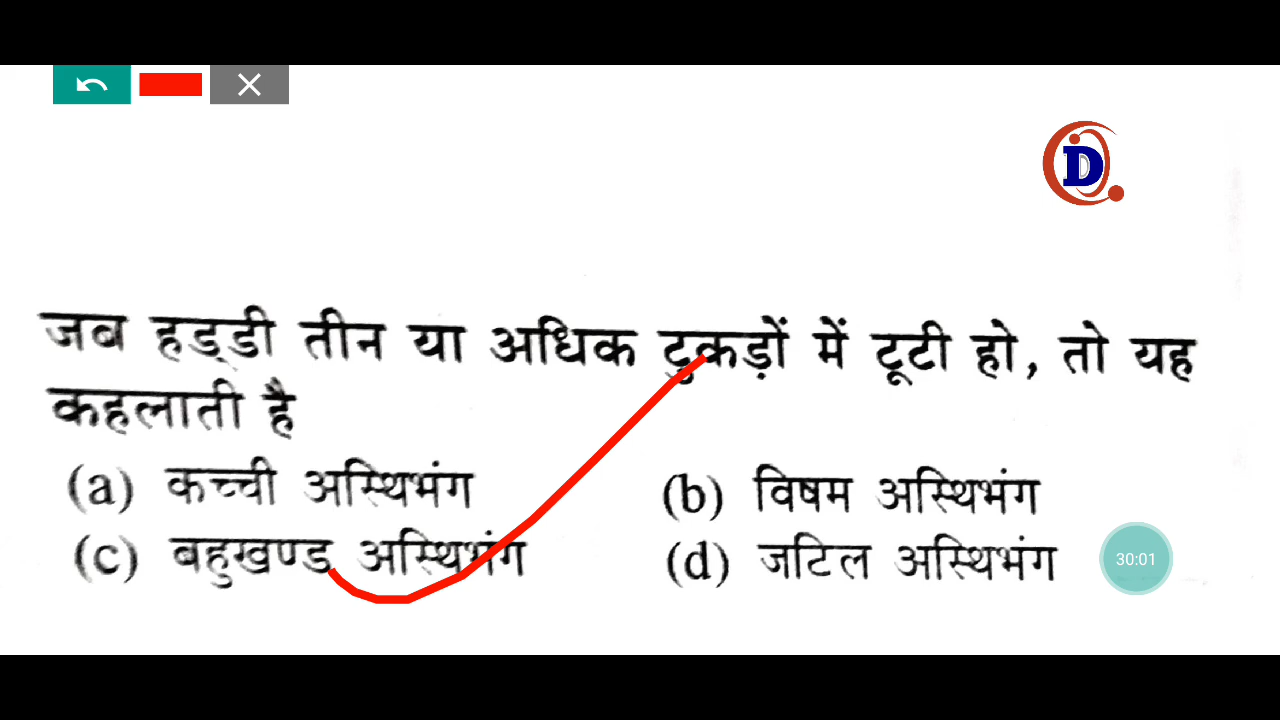 D
जब हड्डी तीन या अधिक टुकड़ों में टूटी हो, तो यह
कहलाती है
(a) कच्ची अस्थिभंग (b) विषम अस्थिभंग
(c) बहुखण्ड अस्थिभंग (d) जटिल अस्थिभंग
30:01